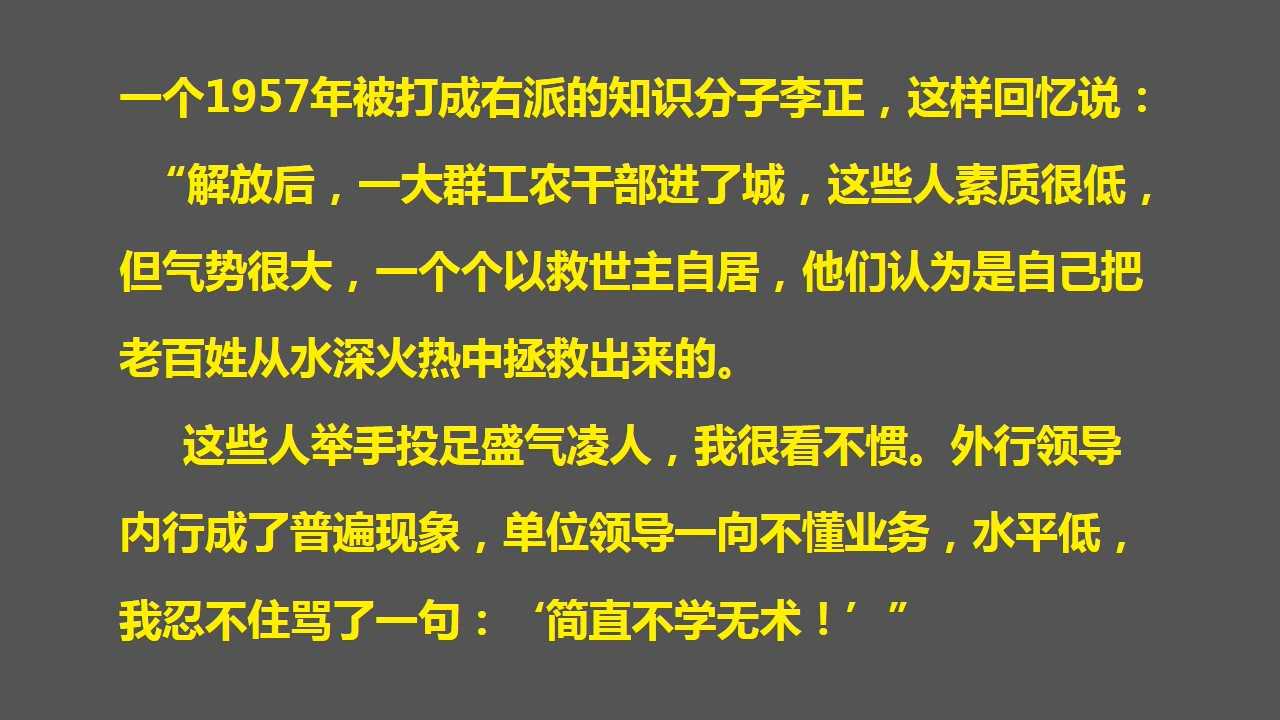 一个1957年被打成右派的知识分子李正，这样回忆说：
“解放后，一大群工农干部进了城，这些人素质很低，
但气势很大，一个个以救世主自居，他们认为是自己把
老百姓从水深火热中拯救出来的。
这些人举手投足盛气凌人，我很看不惯。外行领导
内行成了普遍现象，单位领导一向不懂业务，水平低，
我忍不住骂了一句：‘简直不学无术！’”